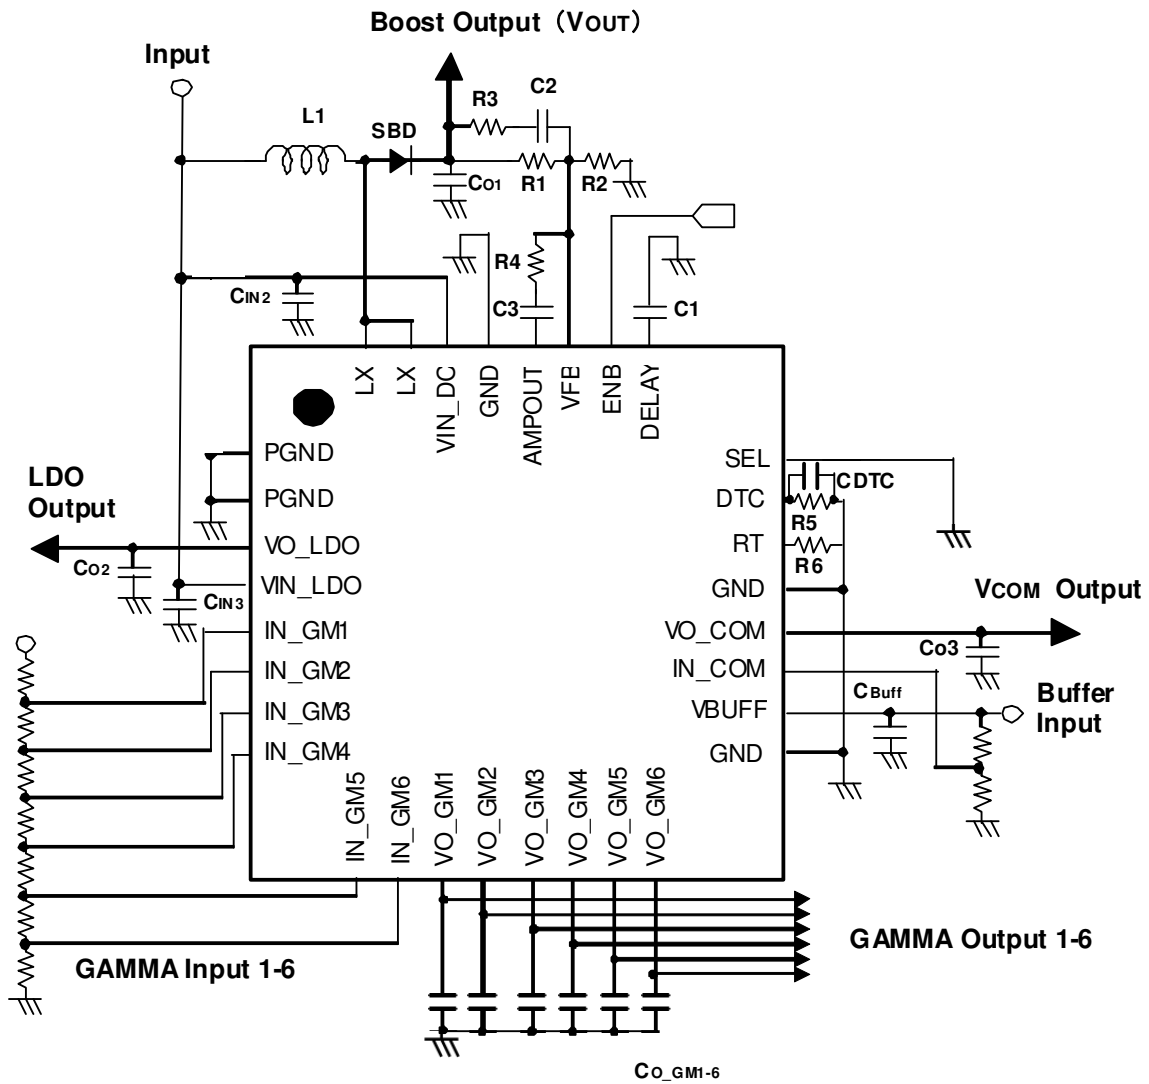 Boost Output (VOUT)
Input
C2
R3
L1
SBD
CO1
R1
R2
R4
CIN2
C3
C1
LX
LX
VIN_DC
GND
AMPOUT
VFB
ENB
DELAY
PGND
SEL
CDTC
LDO
Output
PGND
DTC
R5
VO_LDO
RT
CO2
R6
VIN_LDO
GND
CIN3
VCOM Output
IN_GM1
VO_COM
CO3
IN_GM2
IN_COM
CBuff
Buffer
Input
IN_GM3
VBUFF
IN_GM4
GND
IN_GM5
IN_GM6
VO_GM1
VO_GM2
VO_GM3
VO_GM4
VO_GM5
VO_GM6
GAMMA Output 1-6
GAMMA Input 1-6
CO_GM1-6